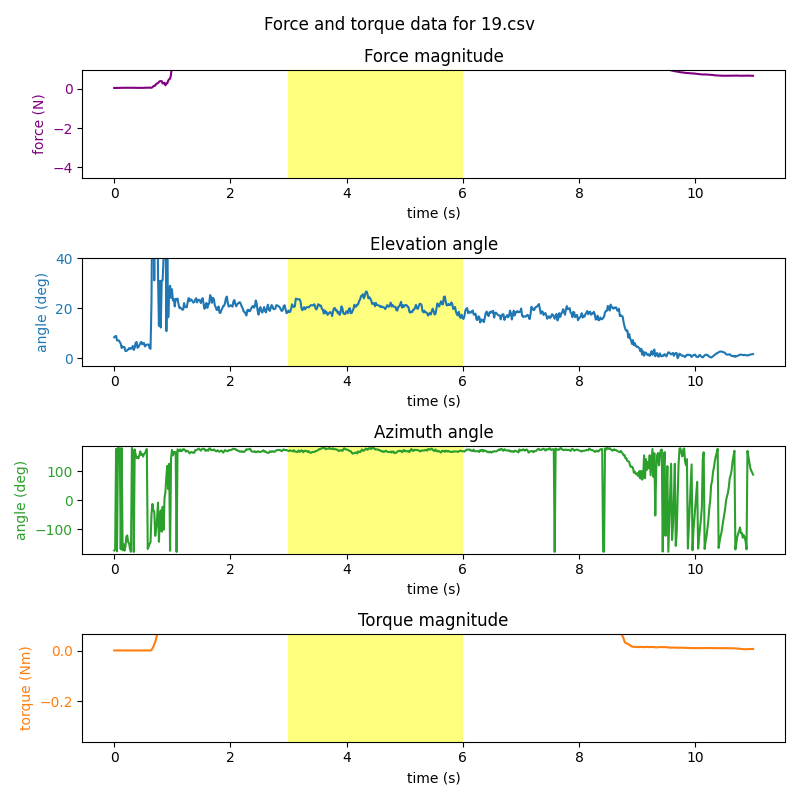 Force and torque data for 19.csv
Force magnitude
force (N)
0
−2
−4
0 2 4 6 8 10
time (s)
Elevation angle
angle (deg)
40
20
0
0 2 4 6 8 10
time (s)
Azimuth angle
angle (deg)
100
0
−100
0 2 4 6 8 10
time (s)
Torque magnitude
torque (Nm)
0.0
−0.2
0 2 4 6 8 10
time (s)